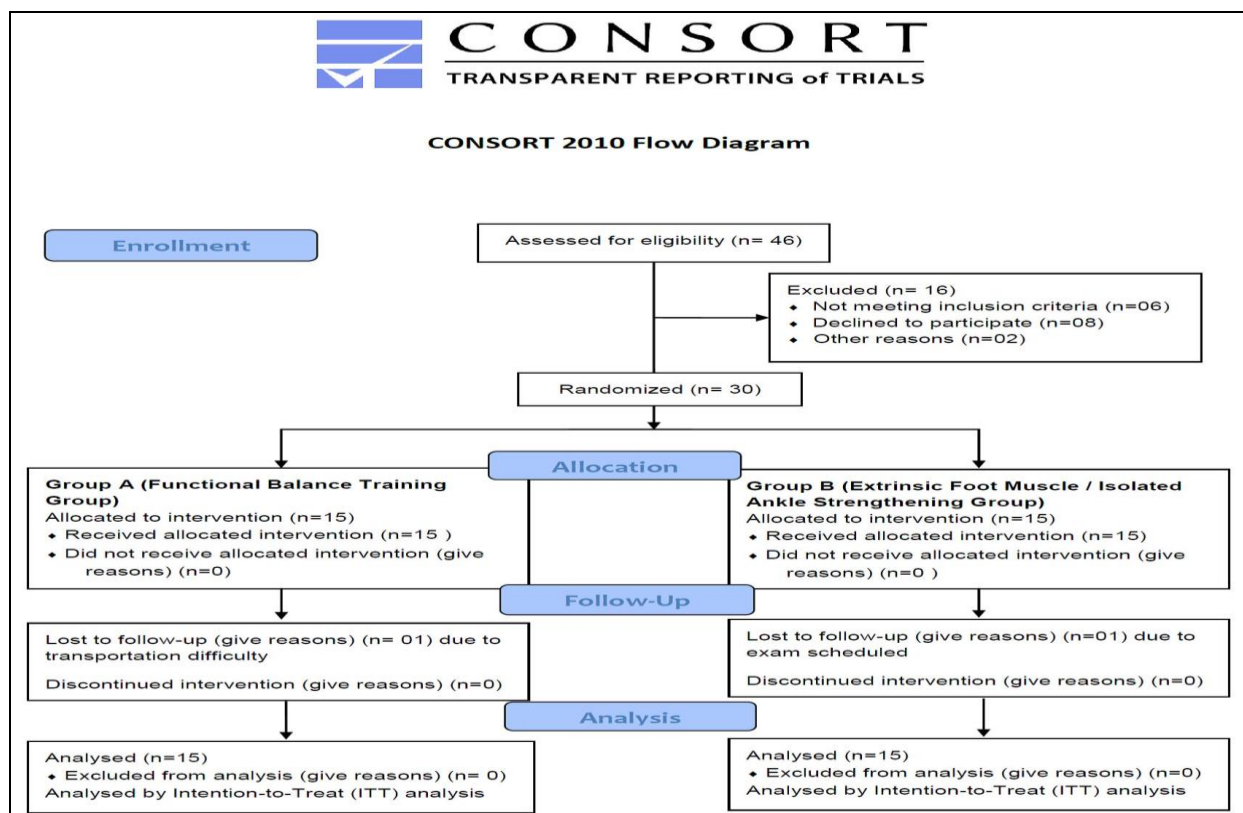 CONSORT
TRANSPARENT REPORTING of TRIALS
CONSORT 2010 Flow Diagram
Enrollment
Assessed for eligibility (n= 46)
Excluded (n= 16)
◆ Not meeting inclusion criteria (n=06)
◆ Declined to participate (n=08)
◆ Other reasons (n=02)
Randomized (n= 30)
Allocation
Group A (Functional Balance Training
Group)
Allocated to intervention (n=15)
◆ Received allocated intervention (n=15 )
◆ Did not receive allocated intervention (give
reasons) (n=0)
Group B (Extrinsic Foot Muscle / Isolated
Ankle Strengthening Group)
Allocated to intervention (n=15)
◆ Received allocated intervention (n=15)
◆ Did not receive allocated intervention (give
reasons) (n=0 )
Follow-Up
Lost to follow-up (give reasons) (n= 01) due to
transportation difficulty
Discontinued intervention (give reasons) (n=0)
Lost to follow-up (give reasons) (n=01) due to
exam scheduled
Discontinued intervention (give reasons) (n=0)
Analysis
Analysed (n=15)
◆ Excluded from analysis (give reasons) (n= 0)
Analysed by Intention-to-Treat (ITT) analysis
Analysed (n=15)
◆ Excluded from analysis (give reasons) (n=0)
Analysed by Intention-to-Treat (ITT) analysis